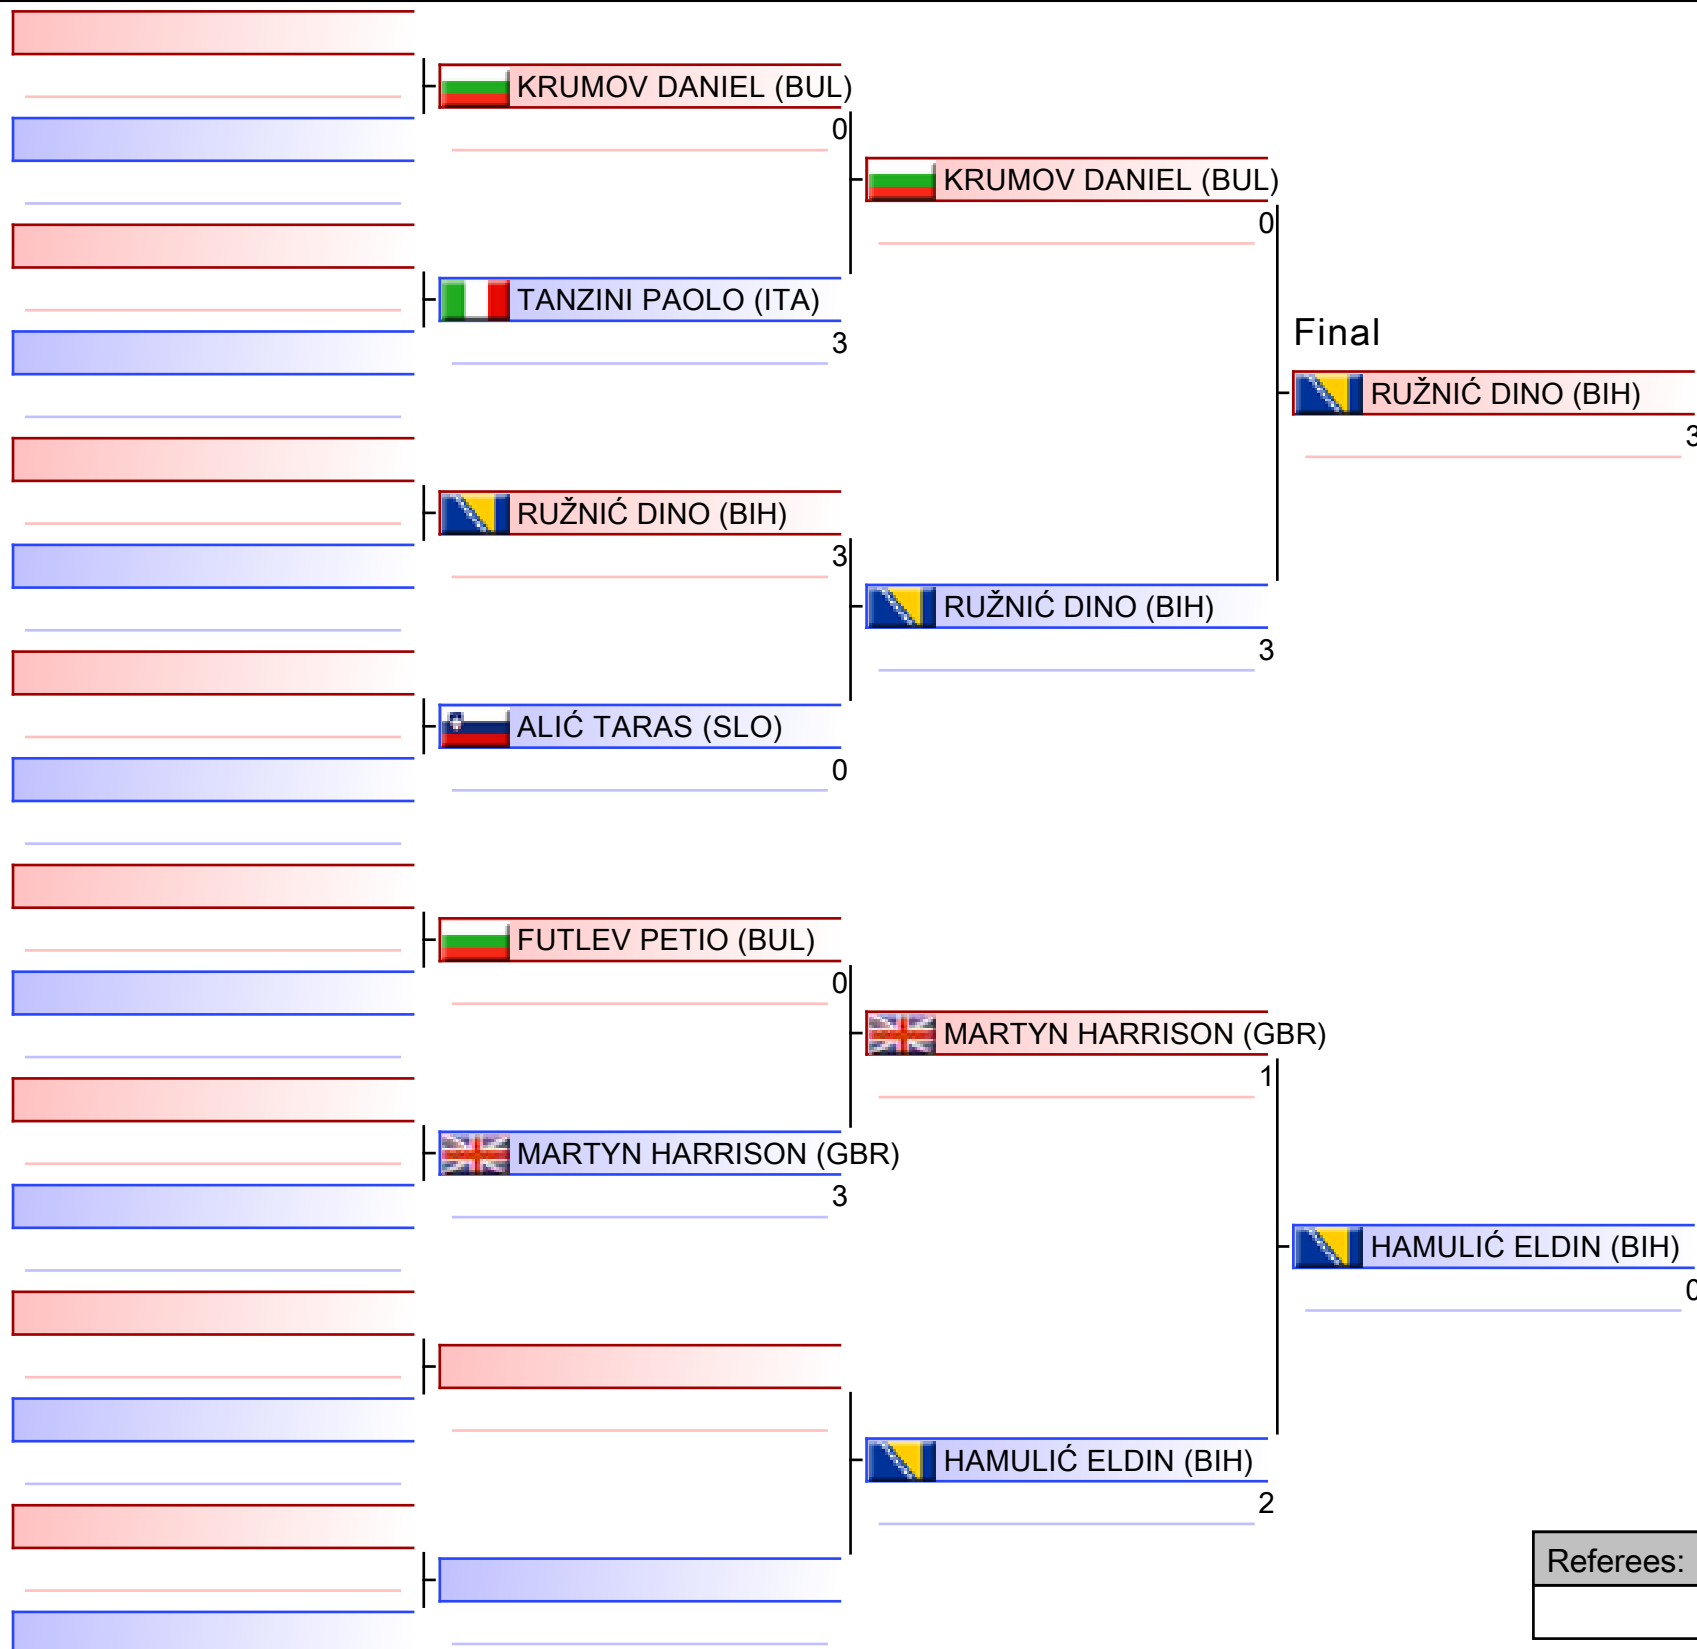 KRUMOV DANIEL (BUL)
0
TANZINI PAOLO (ITA)
3
RUŽNIĆ DINO (BIH)
3
ALIĆ TARAS (SLO)
0
FUTLEV PETIO (BUL)
0
MARTYN HARRISON (GBR)
3
KRUMOV DANIEL (BUL)
0
RUŽNIĆ DINO (BIH)
3
MARTYN HARRISON (GBR)
1
HAMULIĆ ELDIN (BIH)
2
Final
RUŽNIĆ DINO (BIH)
3
HAMULIĆ ELDIN (BIH)
0
Referees: